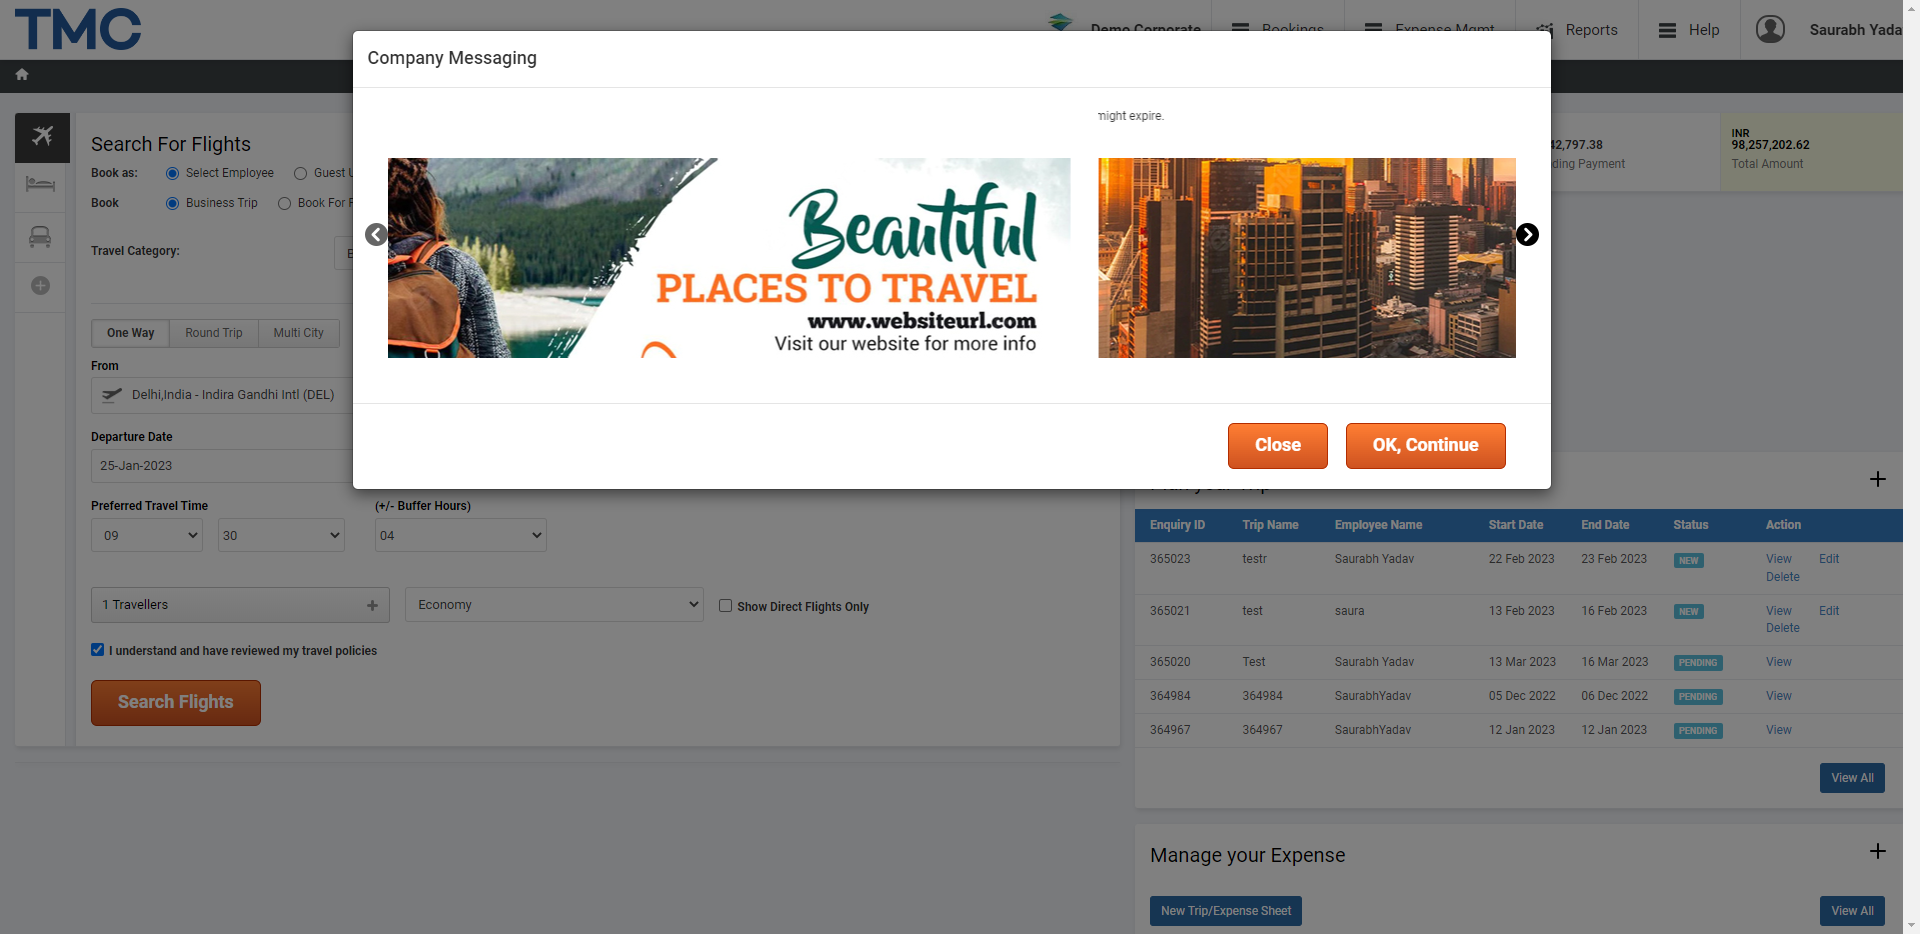 TMC
Demo Corporate
Bookings
Expense Mgmt
Reports
Help
Saurabh Yada
Company Messaging
might expire.
Beautiful
PLACES TO TRAVEL
www.websiteurl.com
Visit our website for more info
Close
OK, Continue
Search For Flights
Book as:
Select Employee
Guest U
Book
Business Trip
Book For P
Travel Category:
One Way
Round Trip
Multi City
From
Delhi,India - Indira Gandhi Intl (DEL)
Departure Date
25-Jan-2023
Preferred Travel Time
(+/- Buffer Hours)
09
30
04
1 Travellers
Economy
Show Direct Flights Only
I understand and have reviewed my travel policies
Search Flights
42,797.38
ding Payment
INR
98,257,202.62
Total Amount
Plan your Trip
Enquiry ID Trip Name Employee Name Start Date End Date Status Action
365023 testr Saurabh Yadav 22 Feb 2023 23 Feb 2023 NEW View Edit
Delete
365021 test saura 13 Feb 2023 16 Feb 2023 NEW View Edit
Delete
365020 Test Saurabh Yadav 13 Mar 2023 16 Mar 2023 PENDING View
364984 364984 SaurabhYadav 05 Dec 2022 06 Dec 2022 PENDING View
364967 364967 SaurabhYadav 12 Jan 2023 12 Jan 2023 PENDING View
View All
Manage your Expense
New Trip/Expense Sheet
View All